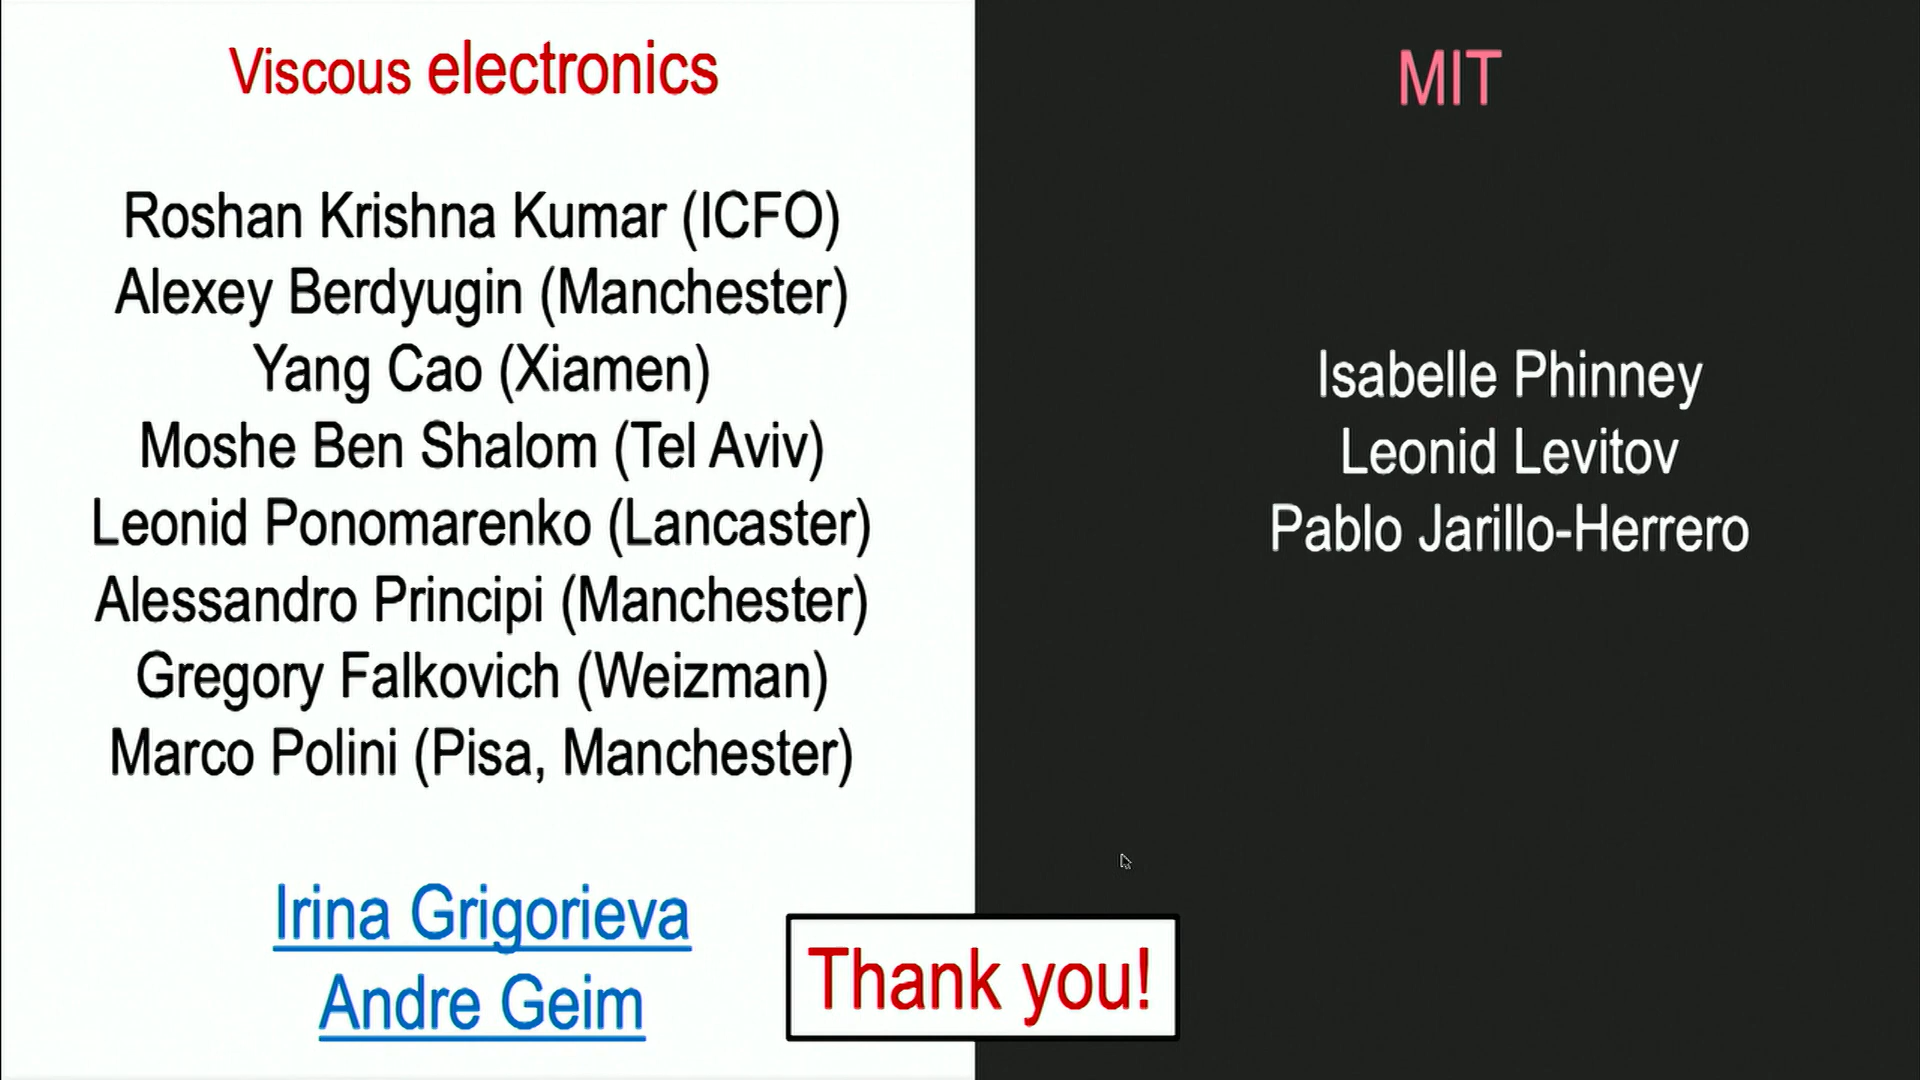 Viscous electronics
Roshan Krishna Kumar (ICFO)
Alexey Berdyugin (Manchester)
Yang Cao (Xiamen)
Moshe Ben Shalom (Tel Aviv)
Leonid Ponomarenko (Lancaster)
Alessandro Principi (Manchester)
Gregory Falkovich (Weizman)
Marco Polini (Pisa, Manchester)
Irina Grigorieva
Andre Geim
MIT
Isabelle Phinney
Leonid Levitov
Pablo Jarillo-Herrero
Thank you!